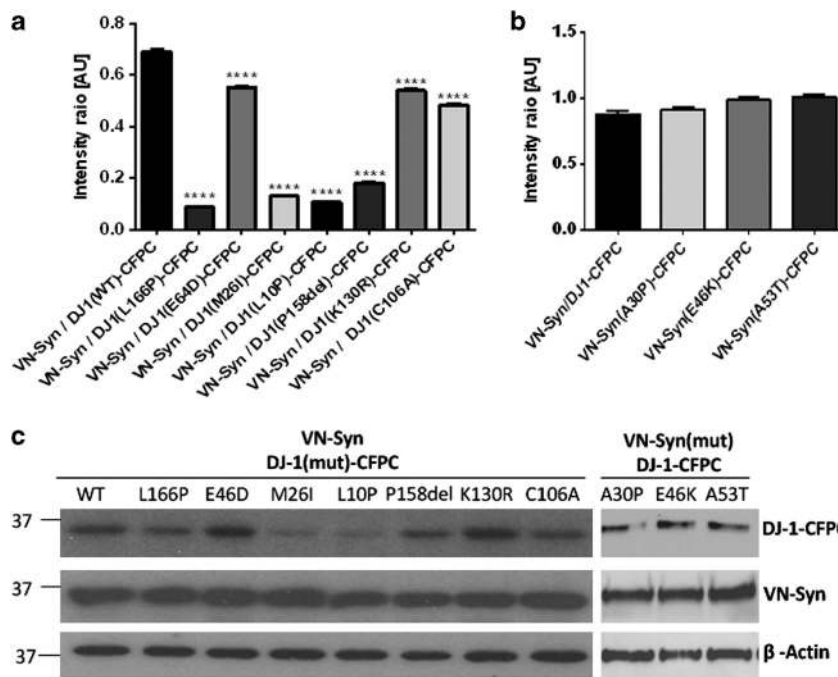 a
Intensity raio [AU]
0.8
0.6
0.4
0.2
0.0
****
****
****
****
****
****
****
VN-Syn / DJ1(WT)-CFPC
VN-Syn / DJ1(L166P)-CFPC
VN-Syn / DJ1(E64D)-CFPC
VN-Syn / DJ1(M26I)-CFPC
VN-Syn / DJ1(L10P)-CFPC
VN-Syn / DJ1(P158del)-CFPC
VN-Syn / DJ1(K130R)-CFPC
VN-Syn / DJ1(C106A)-CFPC
b
Intensity raio [AU]
1.5
1.0
0.5
0.0
VN-Syn/DJ1-CFPC
VN-Syn(A30P)-CFPC
VN-Syn(E46K)-CFPC
VN-Syn(A53T)-CFPC
c
VN-Syn
DJ-1(mut)-CFPC
VN-Syn(mut)
DJ-1-CFPC
WT L166P E46D M26I L10P P158del K130R C106A A30P E46K A53T
37 DJ-1-CFPC
37 VN-Syn
37 β-Actin